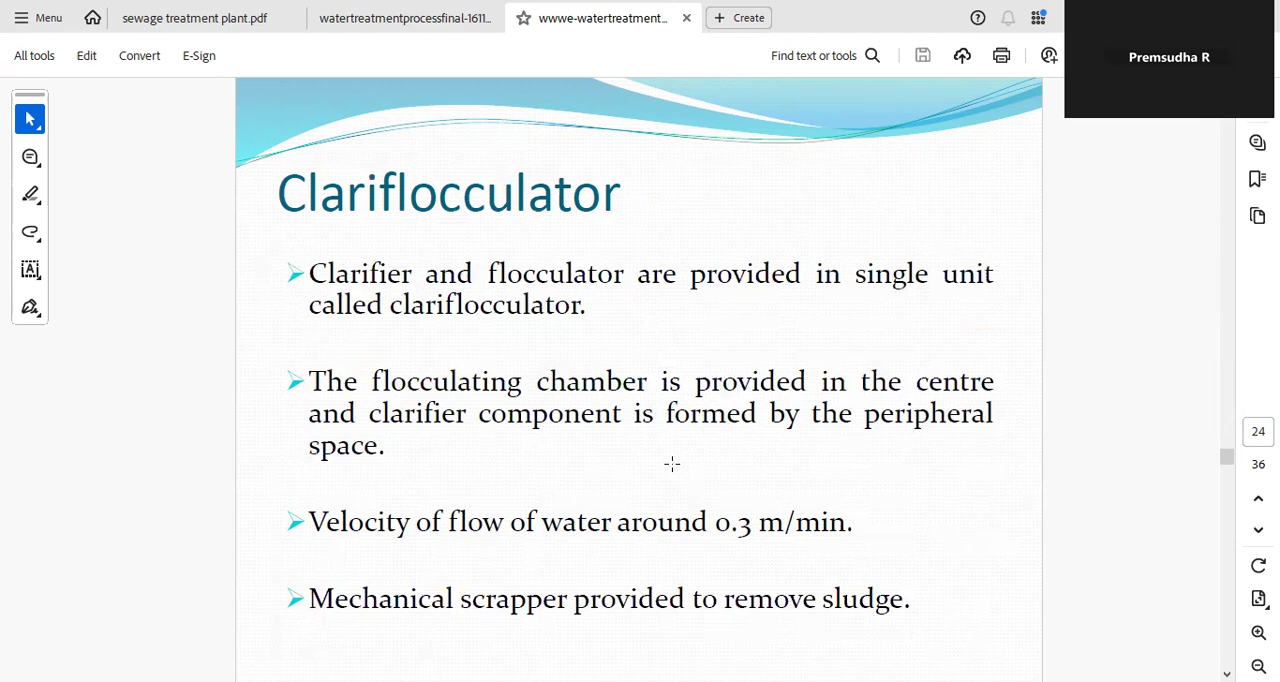 Menu
sewage treatment plant.pdf
watertreatmentprocessfinal-1611...
wwwe-watertreatment...
Create
All tools
Edit
Convert
E-Sign
Find text or tools
Premsudha R
Clariflocculator
Clarifier and flocculator are provided in single unit
called clariflocculator.
The flocculating chamber is provided in the centre
and clarifier component is formed by the peripheral
space.
Velocity of flow of water around 0.3 m/min.
Mechanical scrapper provided to remove sludge.
24
36